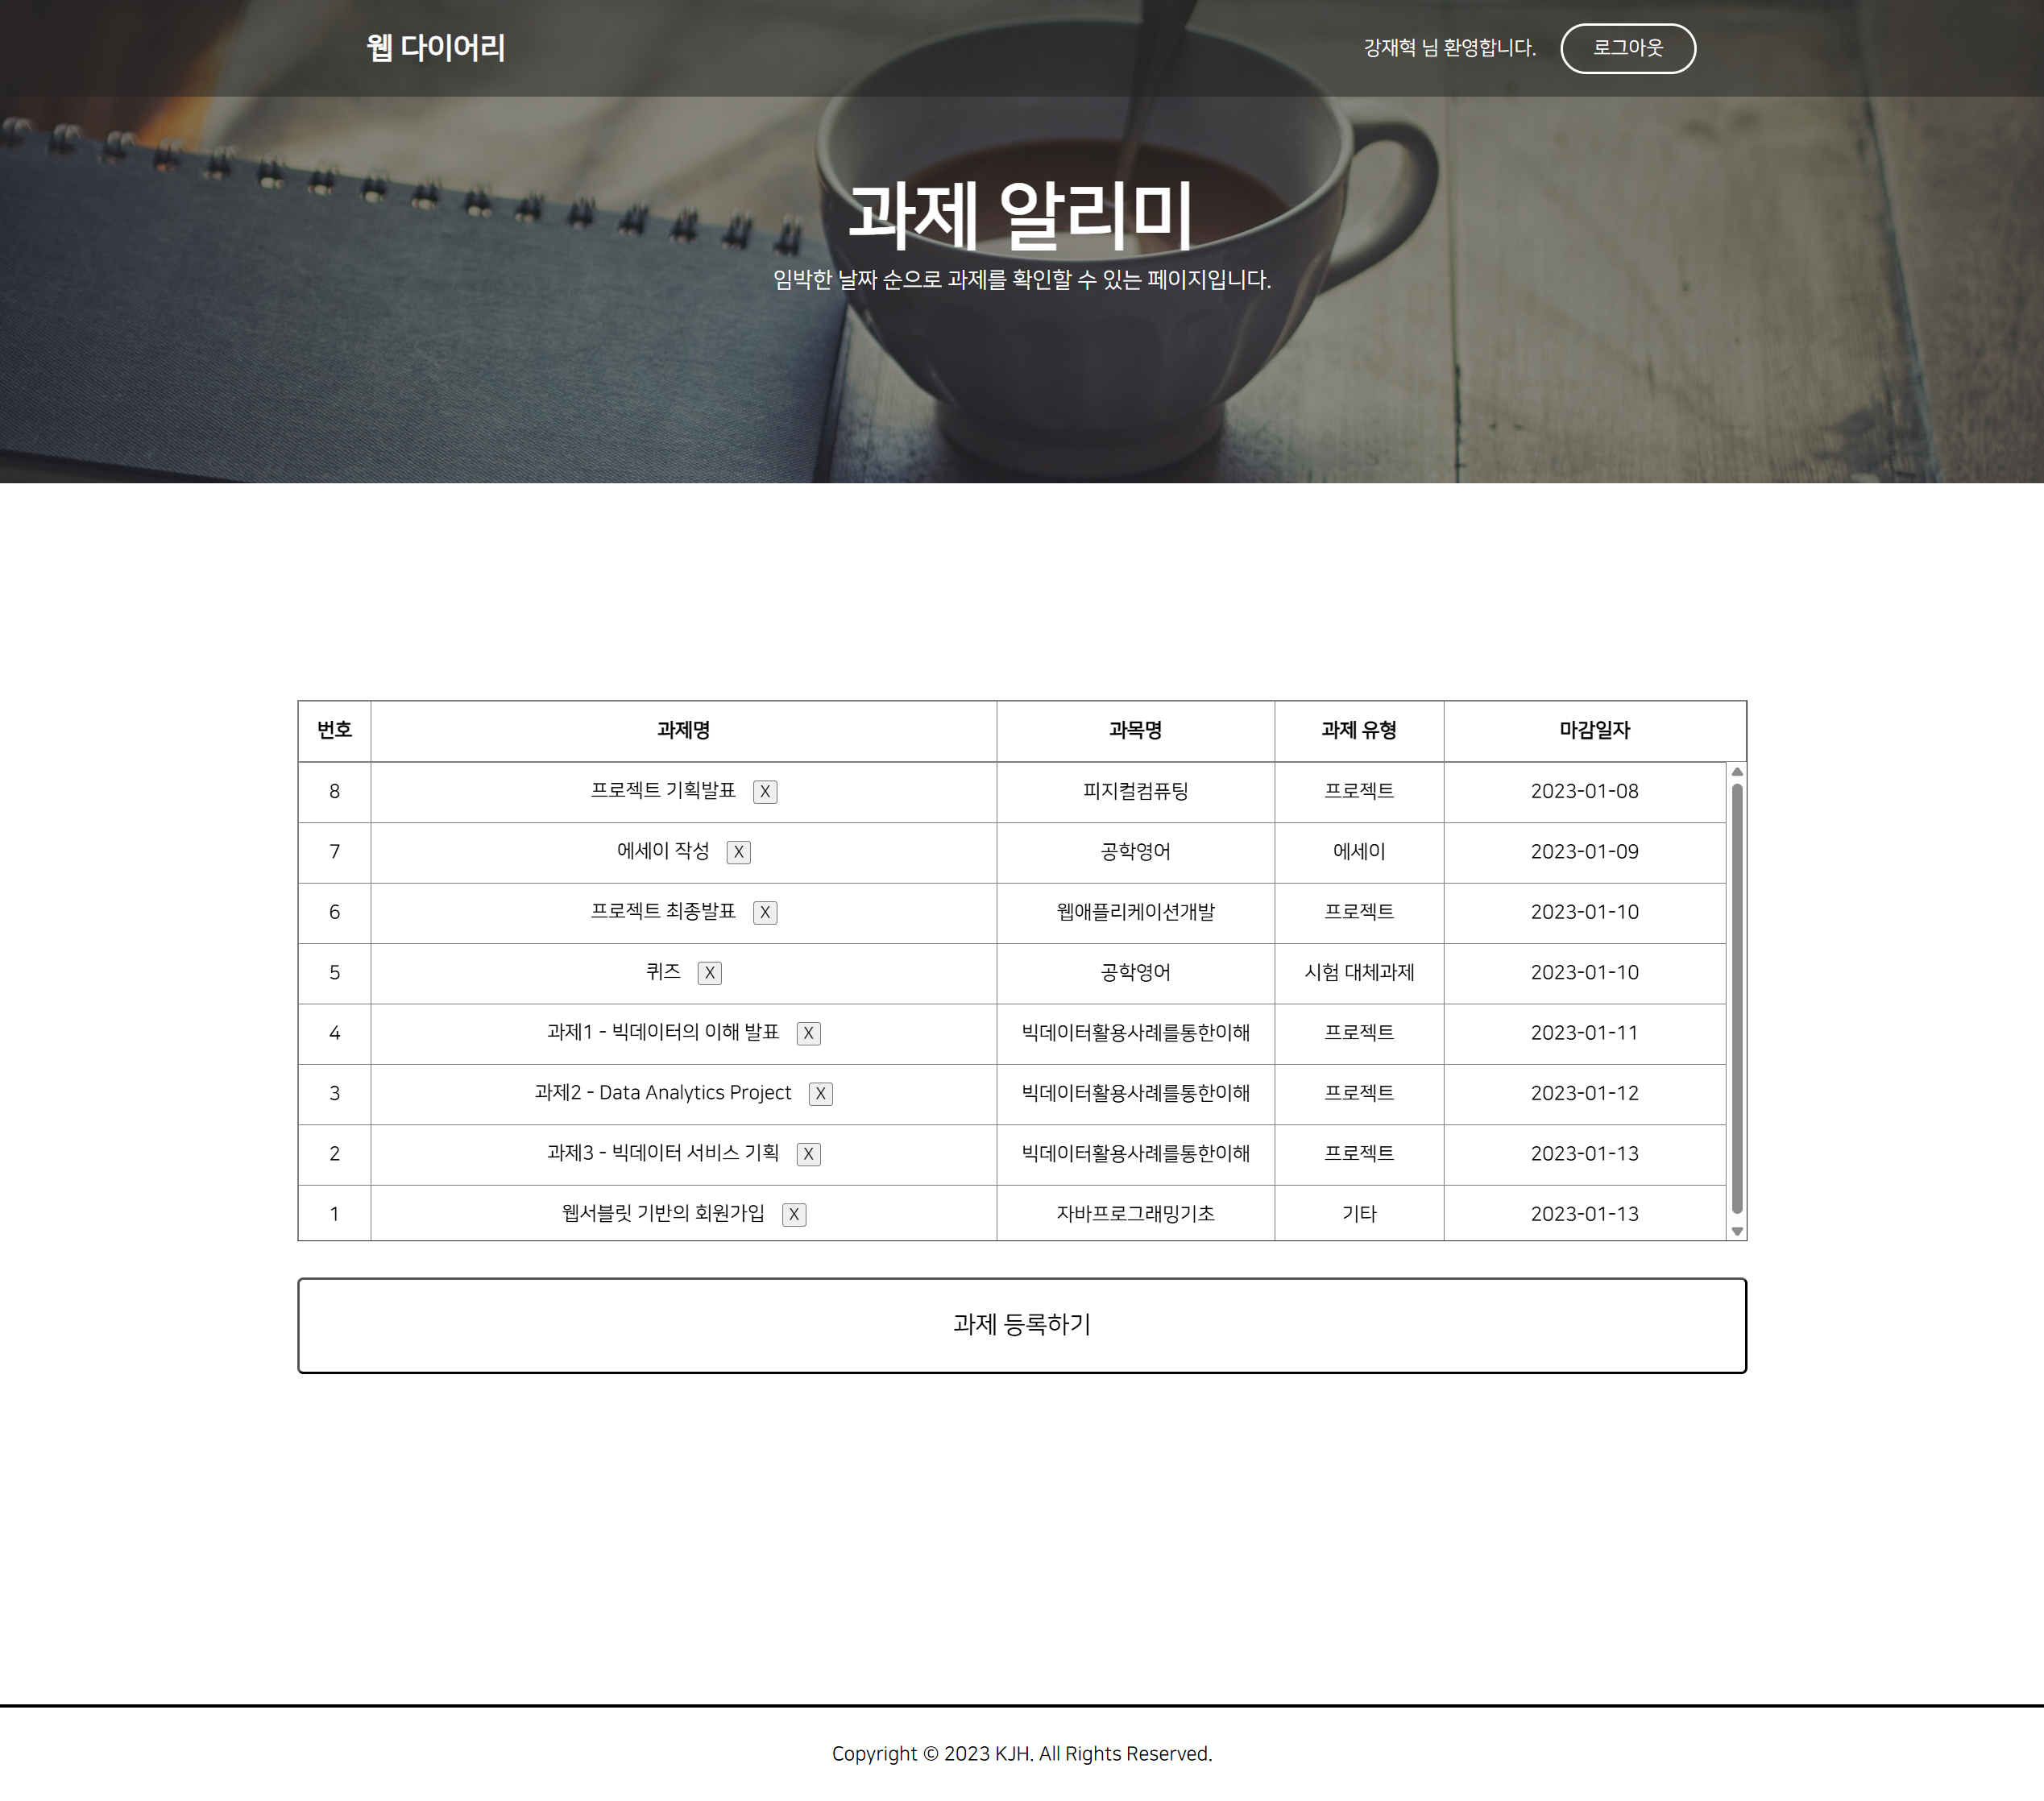 웹 다이어리
강재혁 님 환영합니다. 로그아웃
과제 알리미
임박한 날짜 순으로 과제를 확인할 수 있는 페이지입니다.
번호 과제명 과목명 과제 유형 마감일자
8 프로젝트 기획발표 X 피지컬컴퓨팅 프로젝트 2023-01-08
7 에세이 작성 X 공학영어 에세이 2023-01-09
6 프로젝트 최종발표 X 웹애플리케이션개발 프로젝트 2023-01-10
5 퀴즈 X 공학영어 시험 대체과제 2023-01-10
4 과제1 - 빅데이터의 이해 발표 X 빅데이터활용사례를통한이해 프로젝트 2023-01-11
3 과제2 - Data Analytics Project X 빅데이터활용사례를통한이해 프로젝트 2023-01-12
2 과제3 - 빅데이터 서비스 기획 X 빅데이터활용사례를통한이해 프로젝트 2023-01-13
1 웹서블릿 기반의 회원가입 X 자바프로그래밍기초 기타 2023-01-13
과제 등록하기
Copyright © 2023 KJH. All Rights Reserved.